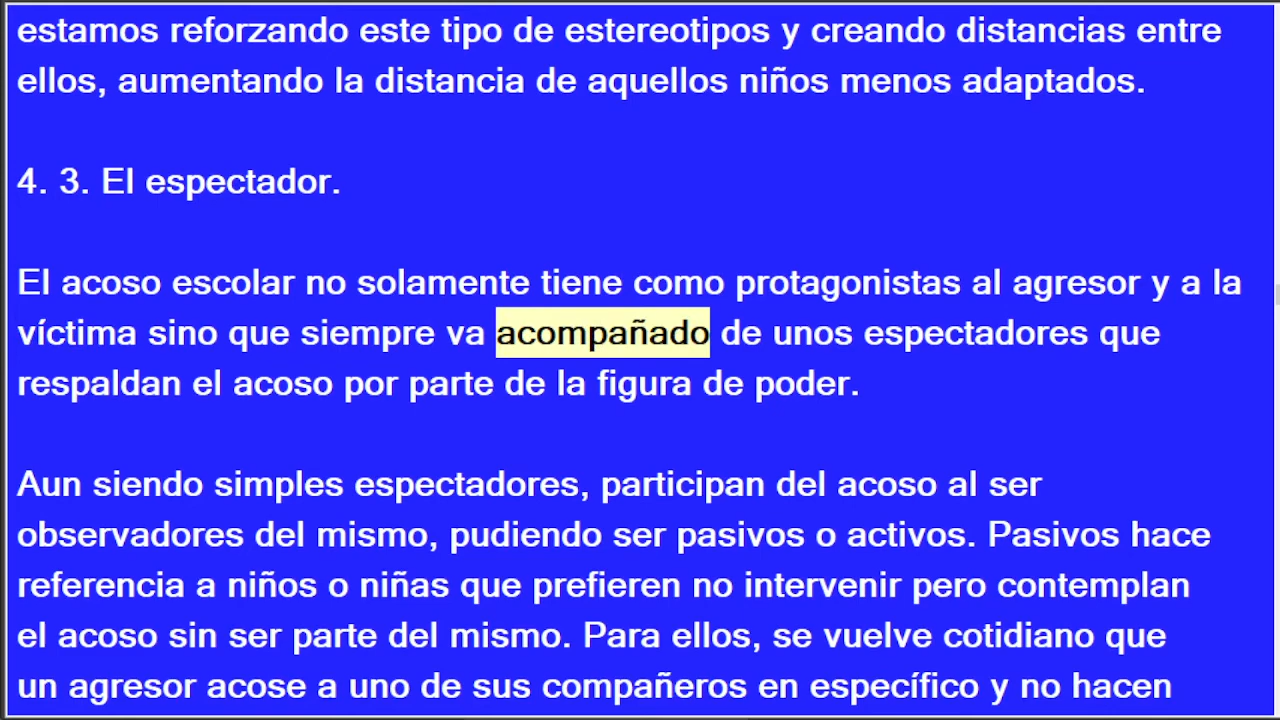 estamos reforzando este tipo de estereotipos y creando distancias entre
ellos, aumentando la distancia de aquellos niños menos adaptados.
4. 3. El espectador.
El acoso escolar no solamente tiene como protagonistas al agresor y a la
víctima sino que siempre va acompañado de unos espectadores que
respaldan el acoso por parte de la figura de poder.
Aun siendo simples espectadores, participan del acoso al ser
observadores del mismo, pudiendo ser pasivos o activos. Pasivos hace
referencia a niños o niñas que prefieren no intervenir pero contemplan
el acoso sin ser parte del mismo. Para ellos, se vuelve cotidiano que
un agresor acose a uno de sus compañeros en específico y no hacen